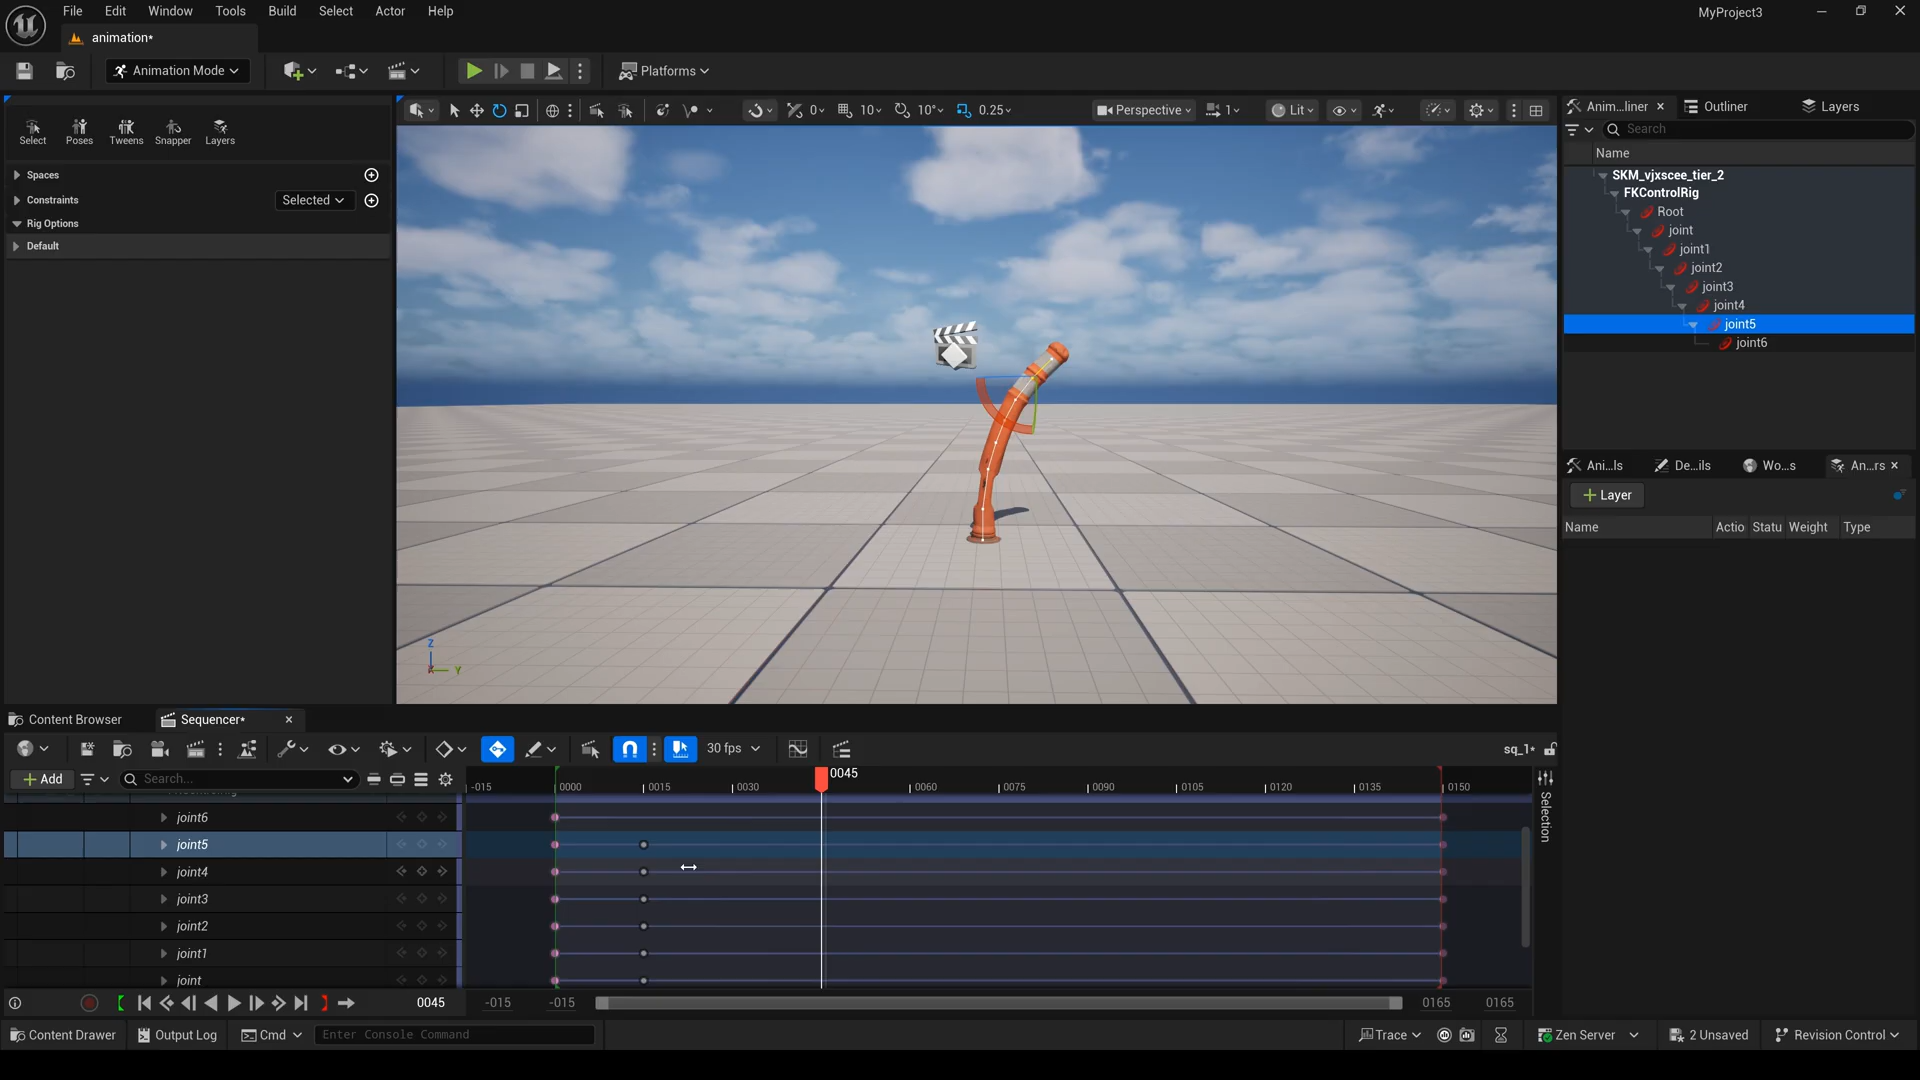 File Edit Window Tools Build Select Actor Help MyProject3
animation*
Animation Mode Platforms
0 10 10° 0.25 Perspective 1 Lit
Anim...liner Outliner Layers
Search
Select Poses Tweens Snapper Layers
Name
Spaces
Constraints Selected
Rig Options
Default
SKM_vjxscee_tier_2
FKControlRig
Root
joint
joint1
joint2
joint3
joint4
joint5
joint6
Ani...ls De...ils Wo...s An...rs
Layer
Name Actio Statu Weight Type
Z
Y
Content Browser Sequencer*
30 fps sq_1*
Add Search...
0045
-015 0000 0015 0030 0060 0075 0090 0105 0120 0135 0150
Selection
joint6
joint5
joint4
joint3
joint2
joint1
joint
0045 -015 -015 0165 0165
Content Drawer Output Log Cmd Enter Console Command Trace Zen Server 2 Unsaved Revision Control